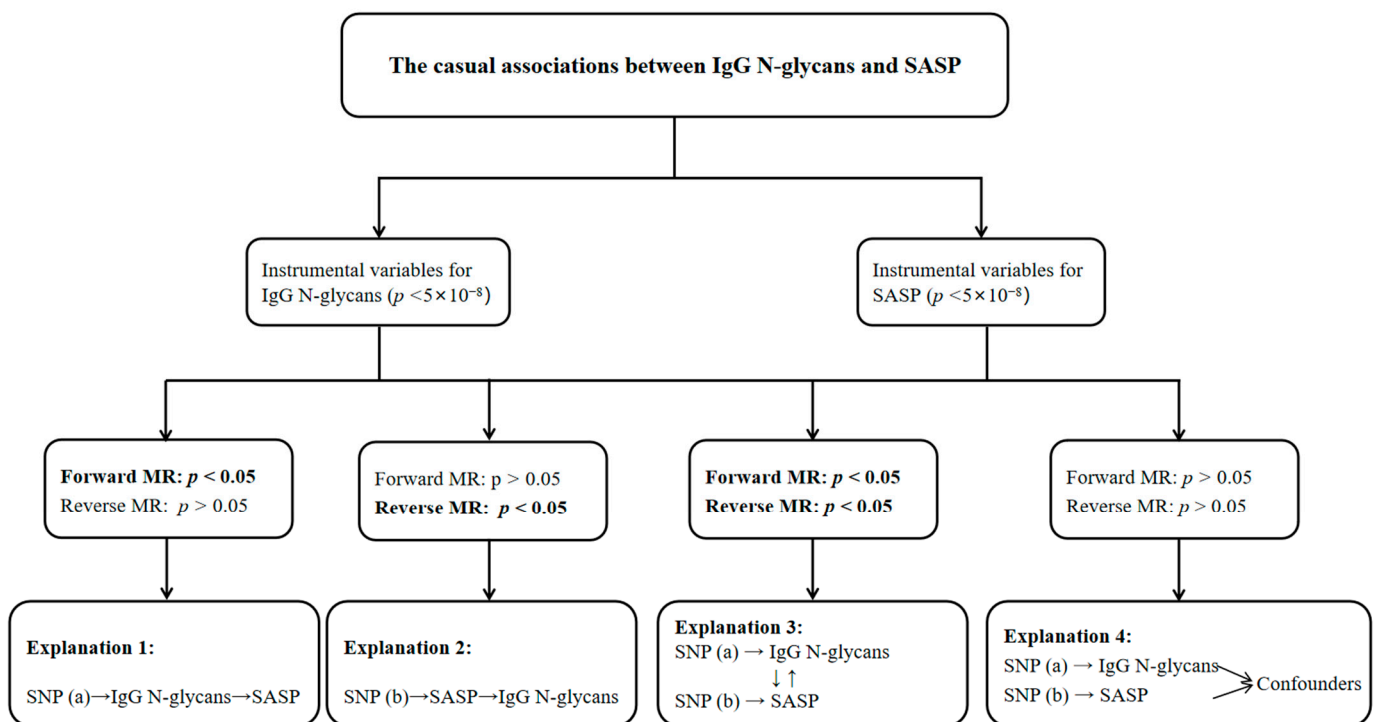 The casual associations between IgG N-glycans and SASP
Instrumental variables for
IgG N-glycans (p <5×10⁻⁸)
Instrumental variables for
SASP (p <5×10⁻⁸)
Forward MR: p < 0.05
Reverse MR: p > 0.05
Forward MR: p > 0.05
Reverse MR: p < 0.05
Forward MR: p < 0.05
Reverse MR: p < 0.05
Forward MR: p > 0.05
Reverse MR: p > 0.05
Explanation 1:
SNP (a)→IgG N-glycans→SASP
Explanation 2:
SNP (b)→SASP→IgG N-glycans
Explanation 3:
SNP (a) → IgG N-glycans
↓↑
SNP (b) → SASP
Explanation 4:
SNP (a) → IgG N-glycans
SNP (b) → SASP
Confounders